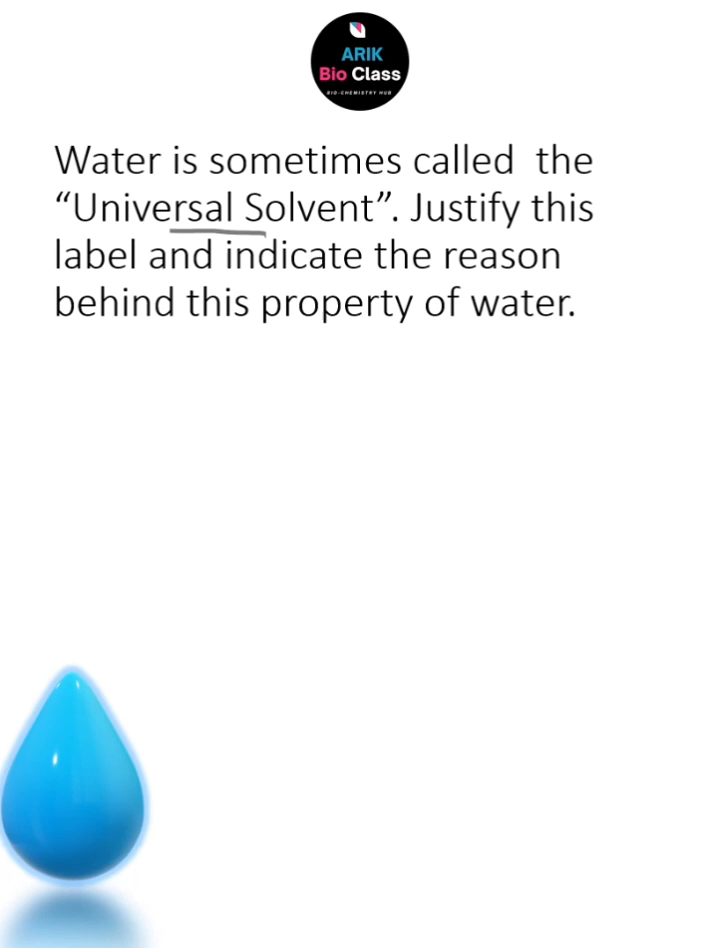 ARIK
Bio Class
BIO-CHEMISTRY HUB
Water is sometimes called  the
“Universal Solvent”. Justify this
label and indicate the reason
behind this property of water.